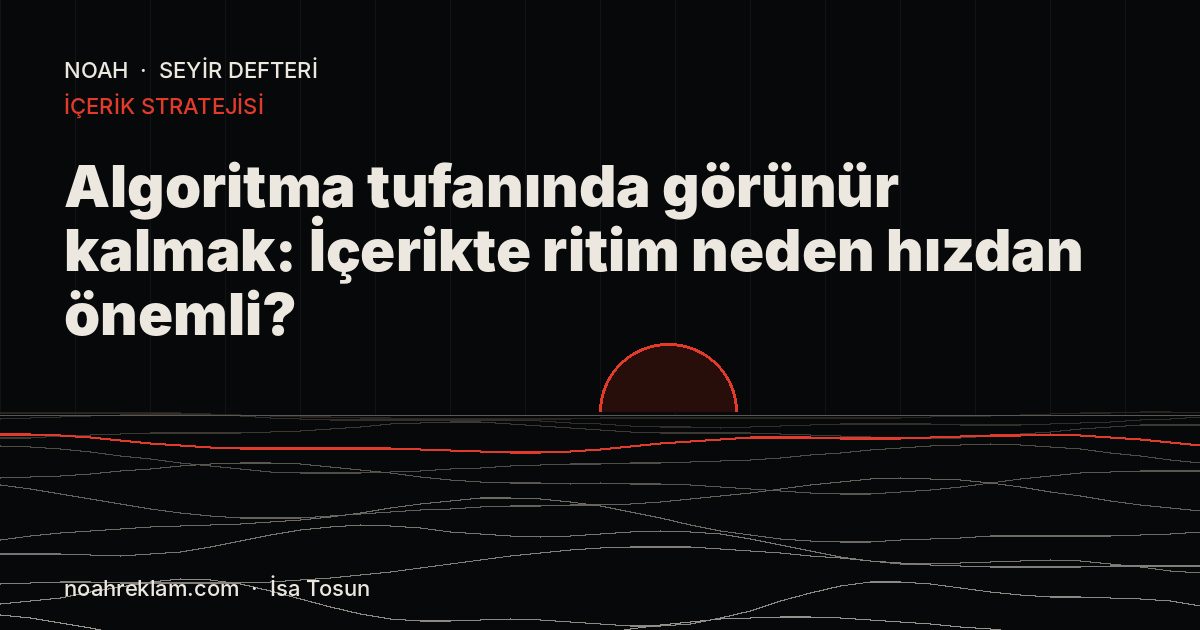 NOAH · SEYİR DEFTERİ
İÇERİK STRATEJİSİ
Algoritma tufanında görünür
kalmak: İçerikte ritim neden hızdan
önemli?
noahreklam.com · İsa Tosun